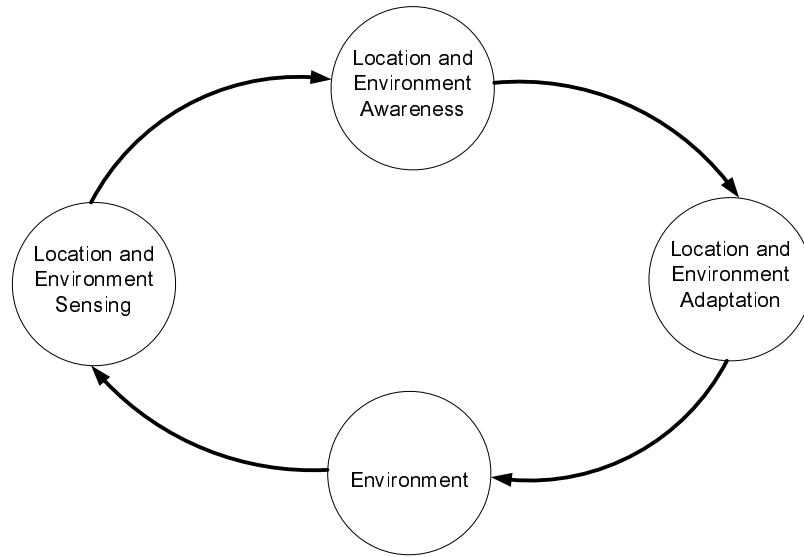 Location and
Environment
Awareness
Location and
Environment
Sensing
Location and
Environment
Adaptation
Environment